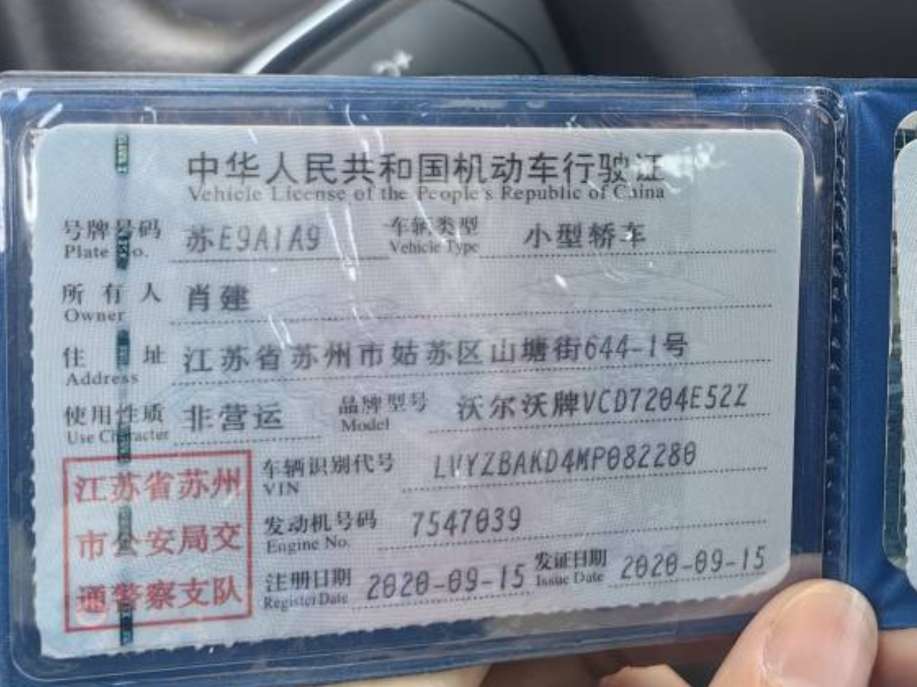 中华人民共和国机动车行驶证
Vehicle License of the People's Republic of China
号牌号码 苏E9A1A9 车辆类型 小型轿车
Plate No. Vehicle Type
所有人 肖建
Owner
住址 江苏省苏州市姑苏区山塘街644-1号
Address
使用性质 非营运 品牌型号 沃尔沃牌VCD7204E52Z
Use Character Model
江苏省苏州
市公安局交
通警察支队
车辆识别代号 LVYZBAKD4MP082280
VIN
发动机号码 7547039
Engine No.
注册日期 2020-09-15 发证日期 2020-09-15
Register Date Issue Date